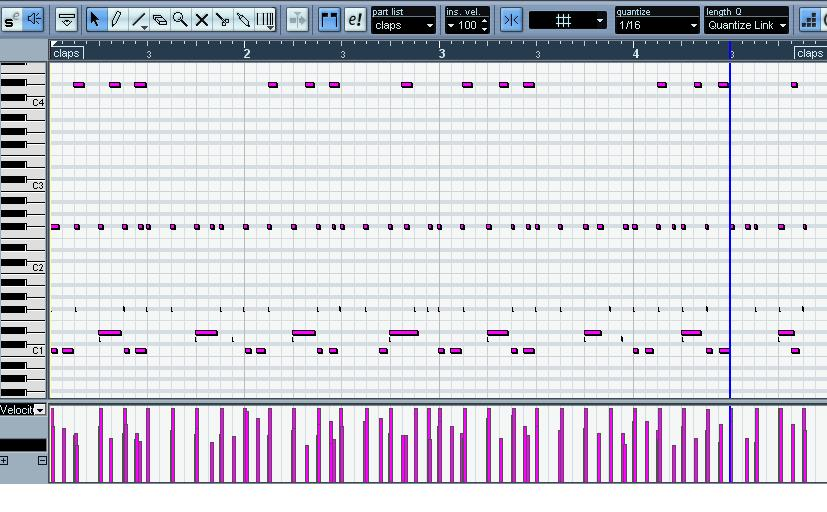 part list
ins. vel.
quantize
length Q
s e
e!
claps
100
1/16
Quantize Link
claps
3
2
3
3
3
4
3
claps
C4
C3
C2
C1
Velocit